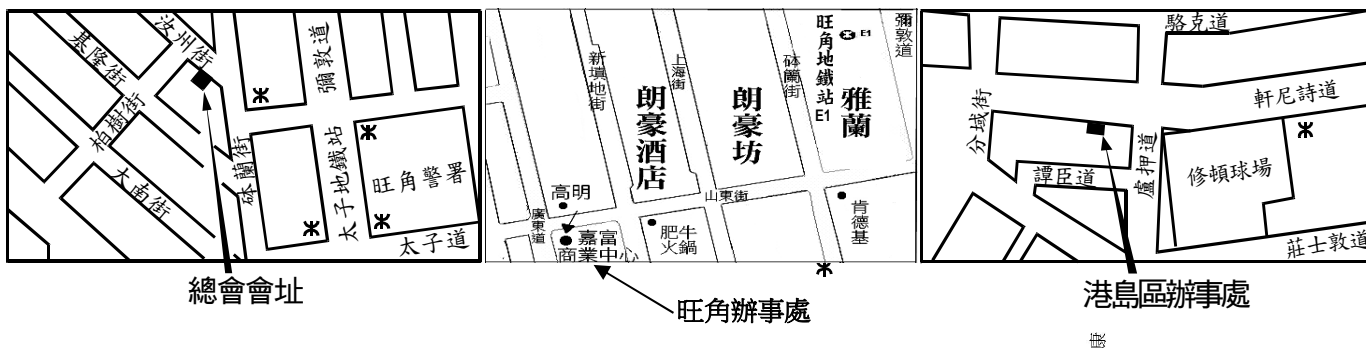 汝州街
基隆街
柏樹街
大南街
砵蘭街
彌敦道
太子地鐵站
旺角警署
太子道
總會會址
新填地街
上海街
砵蘭街
旺角地鐵站
E1
E1
彌敦道
朗豪酒店
朗豪坊
雅蘭
高明
山東街
廣東道
嘉富
商業中心
肥牛
火鍋
肯德基
旺角辦事處
駱克道
軒尼詩道
分域街
盧押道
譚臣道
修頓球場
莊士敦道
港島區辦事處
康